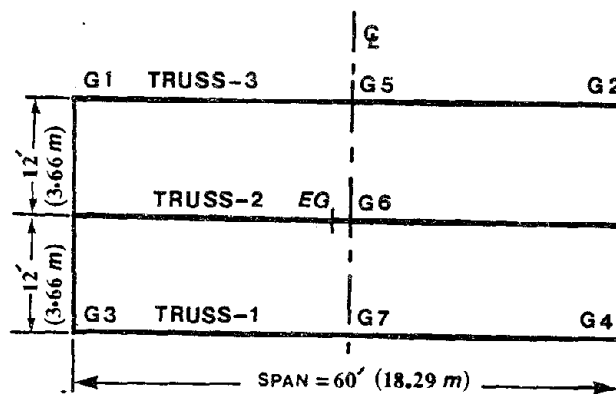 ℄
G1 TRUSS-3 G5 G2
12′
(3.66 m)
TRUSS-2 EG G6
12′
(3.66 m)
G3 TRUSS-1 G7 G4
SPAN = 60′ (18.29 m)